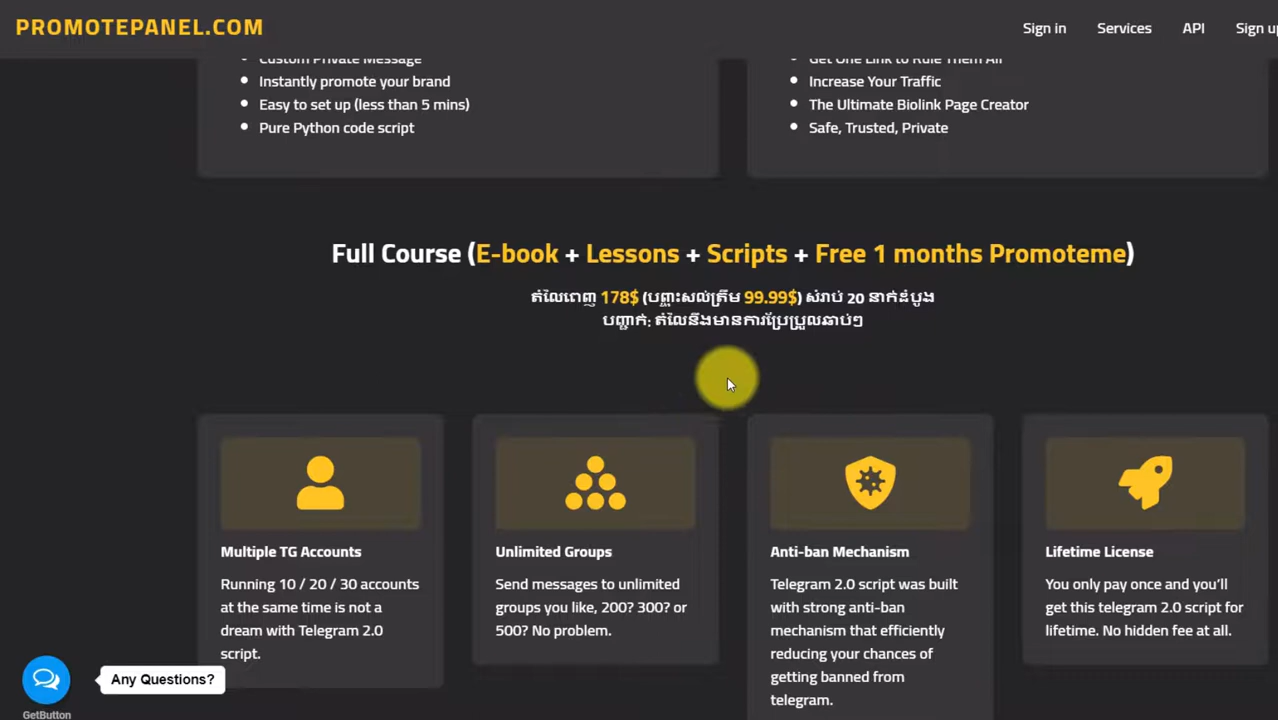 PROMOTEPANEL.COM
Sign in
Services
API
Sign up
Custom Private Message
Instantly promote your brand
Easy to set up (less than 5 mins)
Pure Python code script
Get One Link to Rule Them All
Increase Your Traffic
The Ultimate Biolink Page Creator
Safe, Trusted, Private
Full Course (E-book + Lessons + Scripts + Free 1 months Promoteme)
តំលៃពេញ 178$ (បញ្ចុះសល់ត្រឹម 99.99$) សំរាប់ 20 នាក់ដំបូង
បញ្ជាក់: តំលៃនឹងមានការប្រែប្រួលឆាប់ៗ
Multiple TG Accounts
Running 10 / 20 / 30 accounts
at the same time is not a
dream with Telegram 2.0
script.
Unlimited Groups
Send messages to unlimited
groups you like, 200? 300? or
500? No problem.
Anti-ban Mechanism
Telegram 2.0 script was built
with strong anti-ban
mechanism that efficiently
reducing your chances of
getting banned from
telegram.
Lifetime License
You only pay once and you’ll
get this telegram 2.0 script for
lifetime. No hidden fee at all.
Any Questions?
GetButton